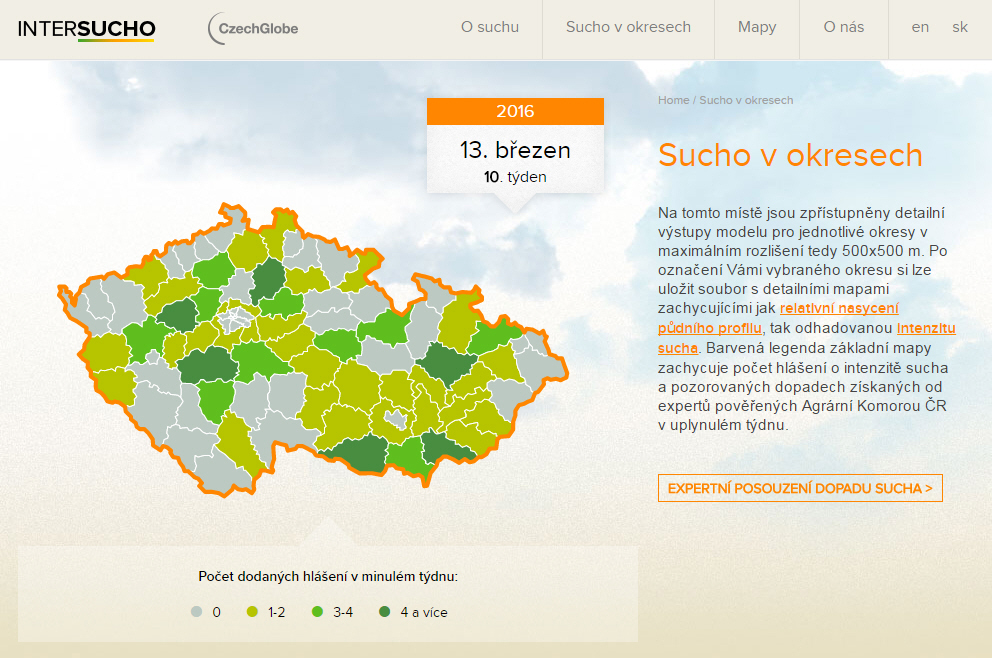 INTERSUCHO
CzechGlobe
O suchu
Sucho v okresech
Mapy
O nás
en
sk
2016
13. březen
10. týden
Home / Sucho v okresech
Sucho v okresech
Na tomto místě jsou zpřístupněny detailní
výstupy modelu pro jednotlivé okresy v
maximálním rozlišení tedy 500x500 m. Po
označení Vámi vybraného okresu si lze
uložit soubor s detailními mapami
zachycujícími jak relativní nasycení
půdního profilu, tak odhadovanou intenzitu
sucha. Barvená legenda základní mapy
zachycuje počet hlášení o intenzitě sucha
a pozorovaných dopadech získaných od
expertů pověřených Agrární Komorou ČR
v uplynulém týdnu.
EXPERTNÍ POSOUZENÍ DOPADU SUCHA >
Počet dodaných hlášení v minulém týdnu:
0
1-2
3-4
4 a více